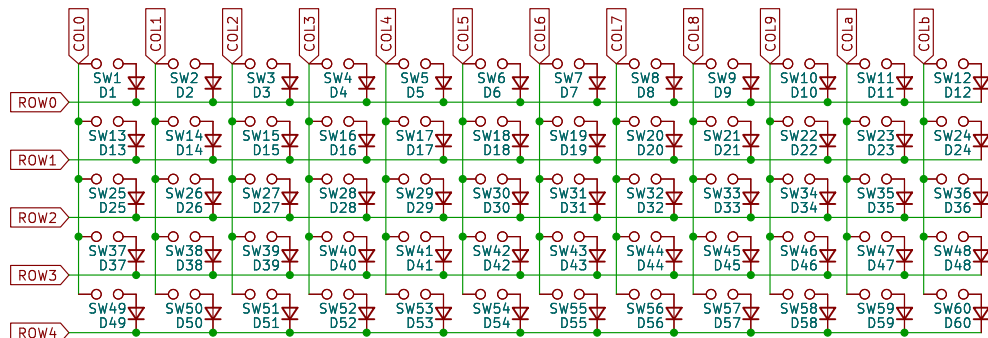 COL0 COL1 COL2 COL3 COL4 COL5 COL6 COL7 COL8 COL9 COLa COLb
SW1 SW2 SW3 SW4 SW5 SW6 SW7 SW8 SW9 SW10 SW11 SW12
D1 D2 D3 D4 D5 D6 D7 D8 D9 D10 D11 D12
ROW0
SW13 SW14 SW15 SW16 SW17 SW18 SW19 SW20 SW21 SW22 SW23 SW24
D13 D14 D15 D16 D17 D18 D19 D20 D21 D22 D23 D24
ROW1
SW25 SW26 SW27 SW28 SW29 SW30 SW31 SW32 SW33 SW34 SW35 SW36
D25 D26 D27 D28 D29 D30 D31 D32 D33 D34 D35 D36
ROW2
SW37 SW38 SW39 SW40 SW41 SW42 SW43 SW44 SW45 SW46 SW47 SW48
D37 D38 D39 D40 D41 D42 D43 D44 D45 D46 D47 D48
ROW3
SW49 SW50 SW51 SW52 SW53 SW54 SW55 SW56 SW57 SW58 SW59 SW60
D49 D50 D51 D52 D53 D54 D55 D56 D57 D58 D59 D60
ROW4